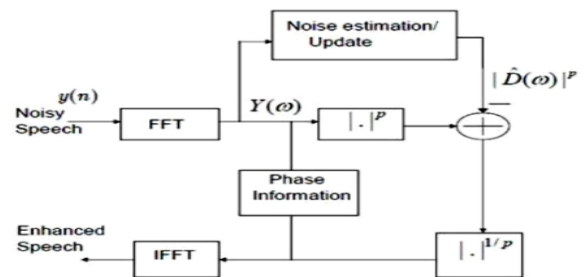 Noise estimation/
Update
y(n)
Noisy
Speech
FFT
Y(ω)
| . |^p
| D̂(ω) |^p
−
+
Phase
Information
Enhanced
Speech
IFFT
| . |^1/p